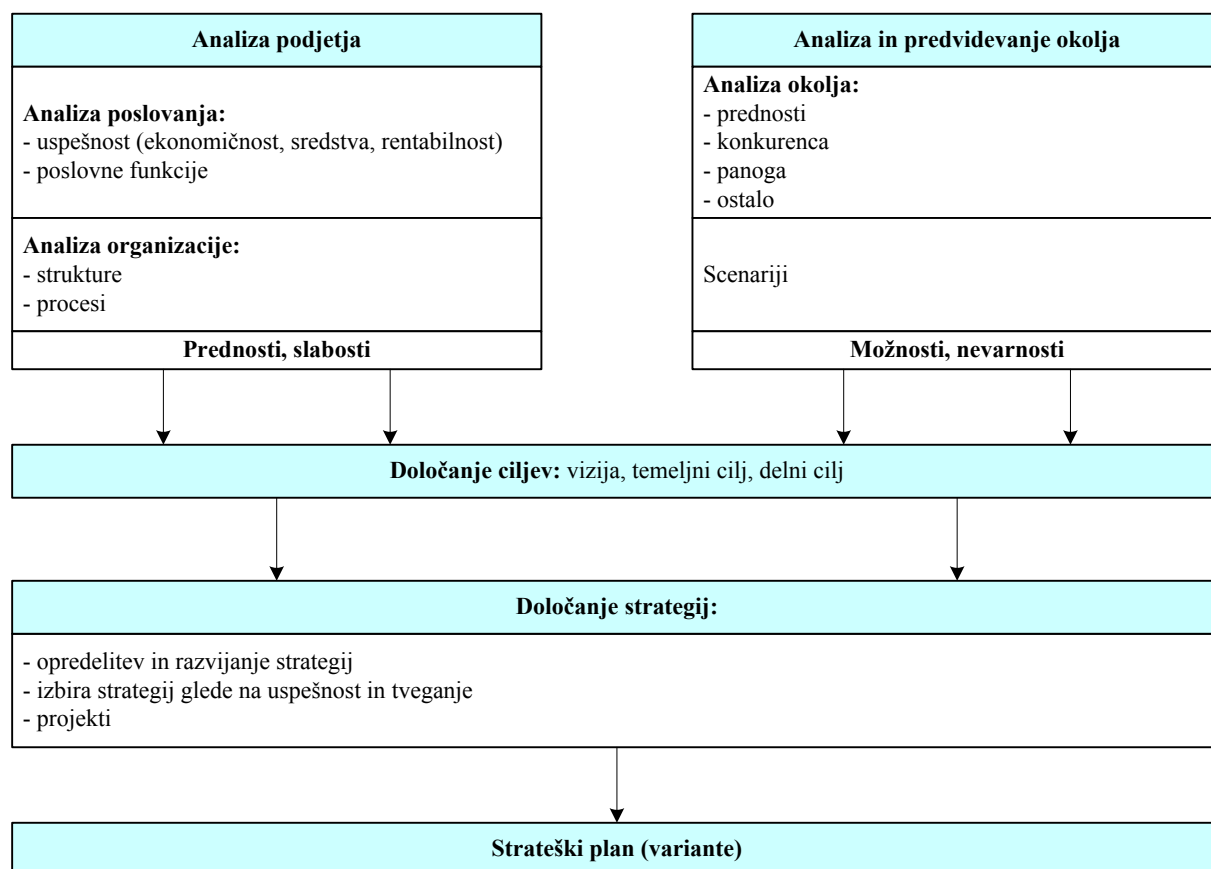 Analiza podjetja
Analiza poslovanja:
- uspešnost (ekonomičnost, sredstva, rentabilnost)
- poslovne funkcije
Analiza organizacije:
- strukture
- procesi
Prednosti, slabosti
Analiza in predvidevanje okolja
Analiza okolja:
- prednosti
- konkurenca
- panoga
- ostalo
Scenariji
Možnosti, nevarnosti
Določanje ciljev: vizija, temeljni cilj, delni cilj
Določanje strategij:
- opredelitev in razvijanje strategij
- izbira strategij glede na uspešnost in tveganje
- projekti
Strateški plan (variante)